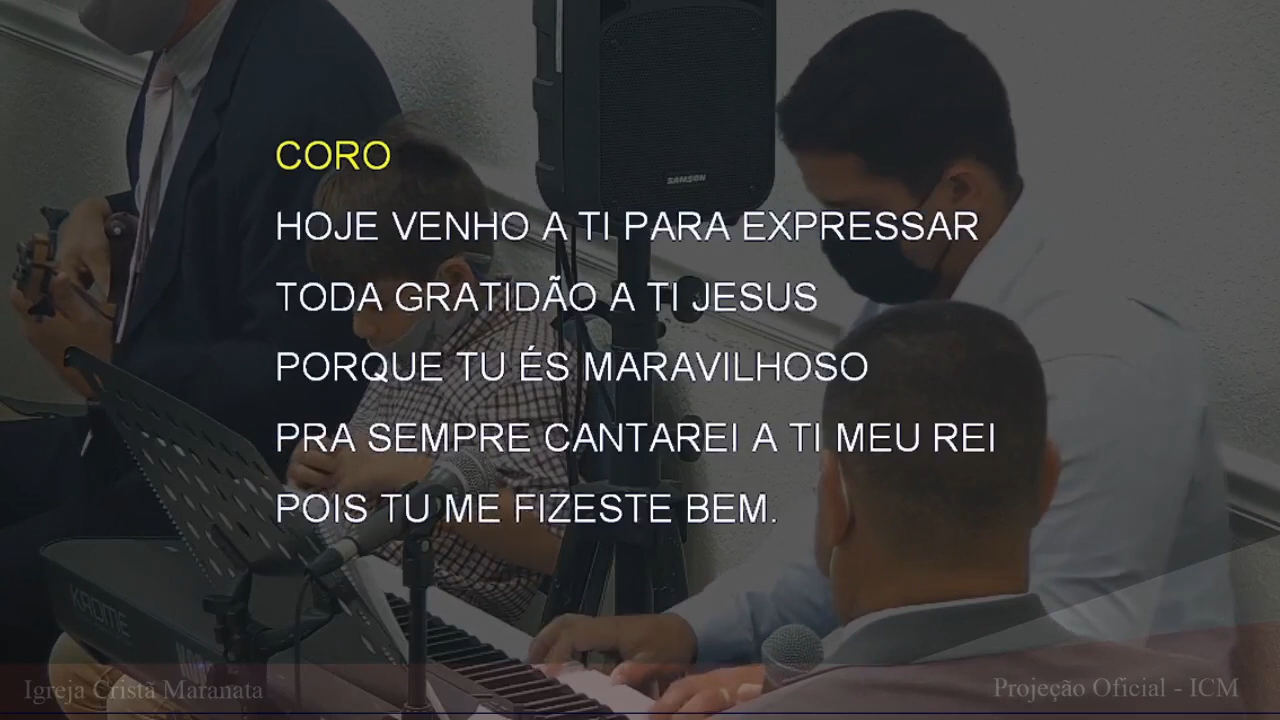 SAMSON
CORO
HOJE VENHO A TI PARA EXPRESSAR
TODA GRATIDÃO A TI JESUS
PORQUE TU ÉS MARAVILHOSO
PRA SEMPRE CANTAREI A TI MEU REI
POIS TU ME FIZESTE BEM.
KROME
Igreja Cristã Maranata
Projeção Oficial - ICM